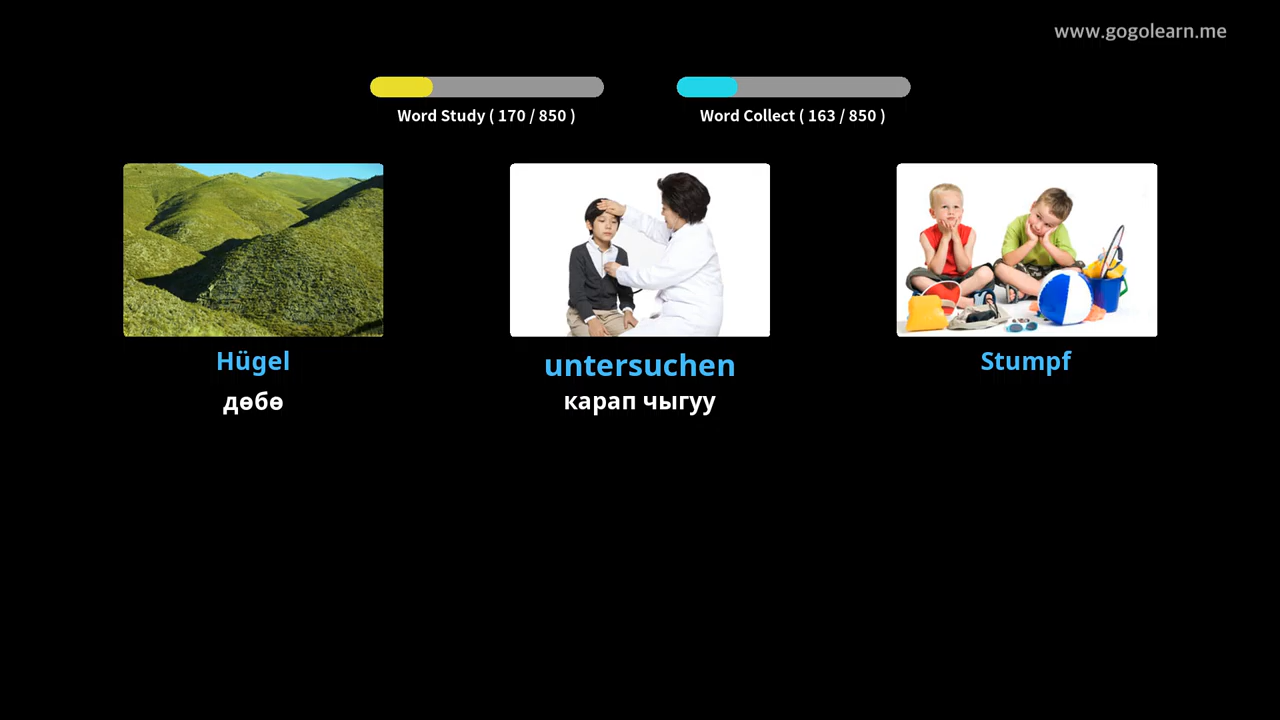 www.gogolearn.me
Word Study ( 170 / 850 )
Word Collect ( 163 / 850 )
Hügel
дөбө
untersuchen
карап чыгуу
Stumpf